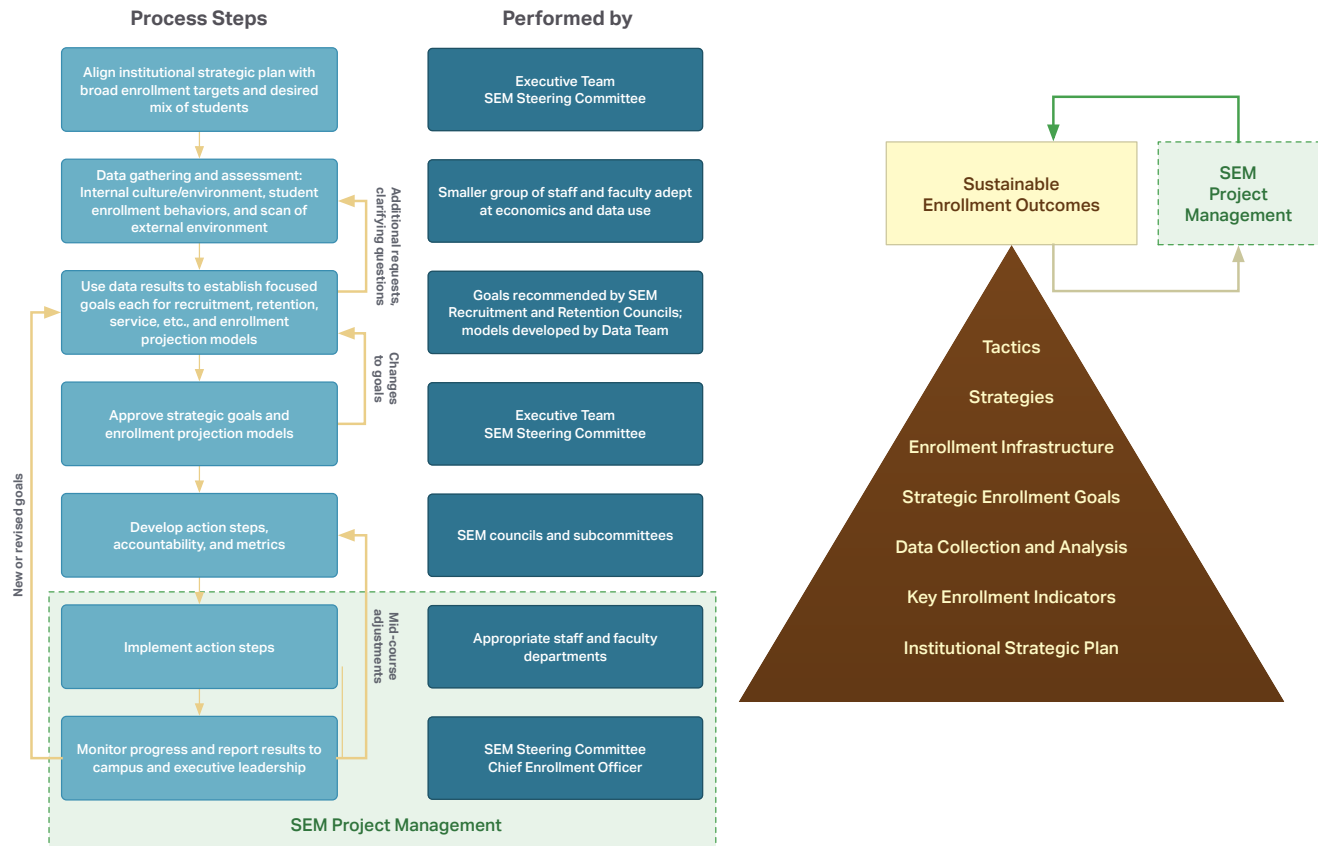 Process Steps
Performed by
Align institutional strategic plan with
broad enrollment targets and desired
mix of students
Executive Team
SEM Steering Committee
Data gathering and assessment:
Internal culture/environment, student
enrollment behaviors, and scan of
external environment
Smaller group of staff and faculty adept
at economics and data use
Additional requests,
clarifying questions
Use data results to establish focused
goals each for recruitment, retention,
service, etc., and enrollment
projection models
Goals recommended by SEM
Recruitment and Retention Councils;
models developed by Data Team
Changes
to goals
Approve strategic goals and
enrollment projection models
Executive Team
SEM Steering Committee
New or revised goals
Develop action steps,
accountability, and metrics
SEM councils and subcommittees
Mid-course
adjustments
Implement action steps
Appropriate staff and faculty
departments
Monitor progress and report results to
campus and executive leadership
SEM Steering Committee
Chief Enrollment Officer
SEM Project Management
Sustainable
Enrollment Outcomes
SEM
Project
Management
Tactics
Strategies
Enrollment Infrastructure
Strategic Enrollment Goals
Data Collection and Analysis
Key Enrollment Indicators
Institutional Strategic Plan